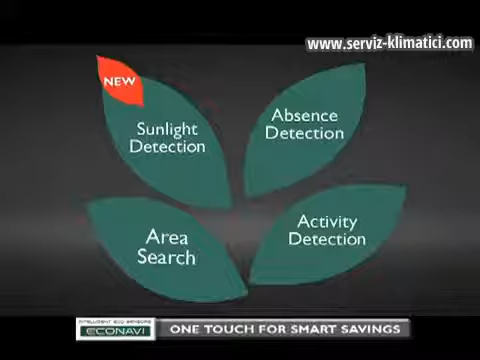 www.serviz-klimatici.com
NEW
Sunlight
Detection
Absence
Detection
Area
Search
Activity
Detection
INTELLIGENT ECO SENSORS
ECONAVI
ONE TOUCH FOR SMART SAVINGS